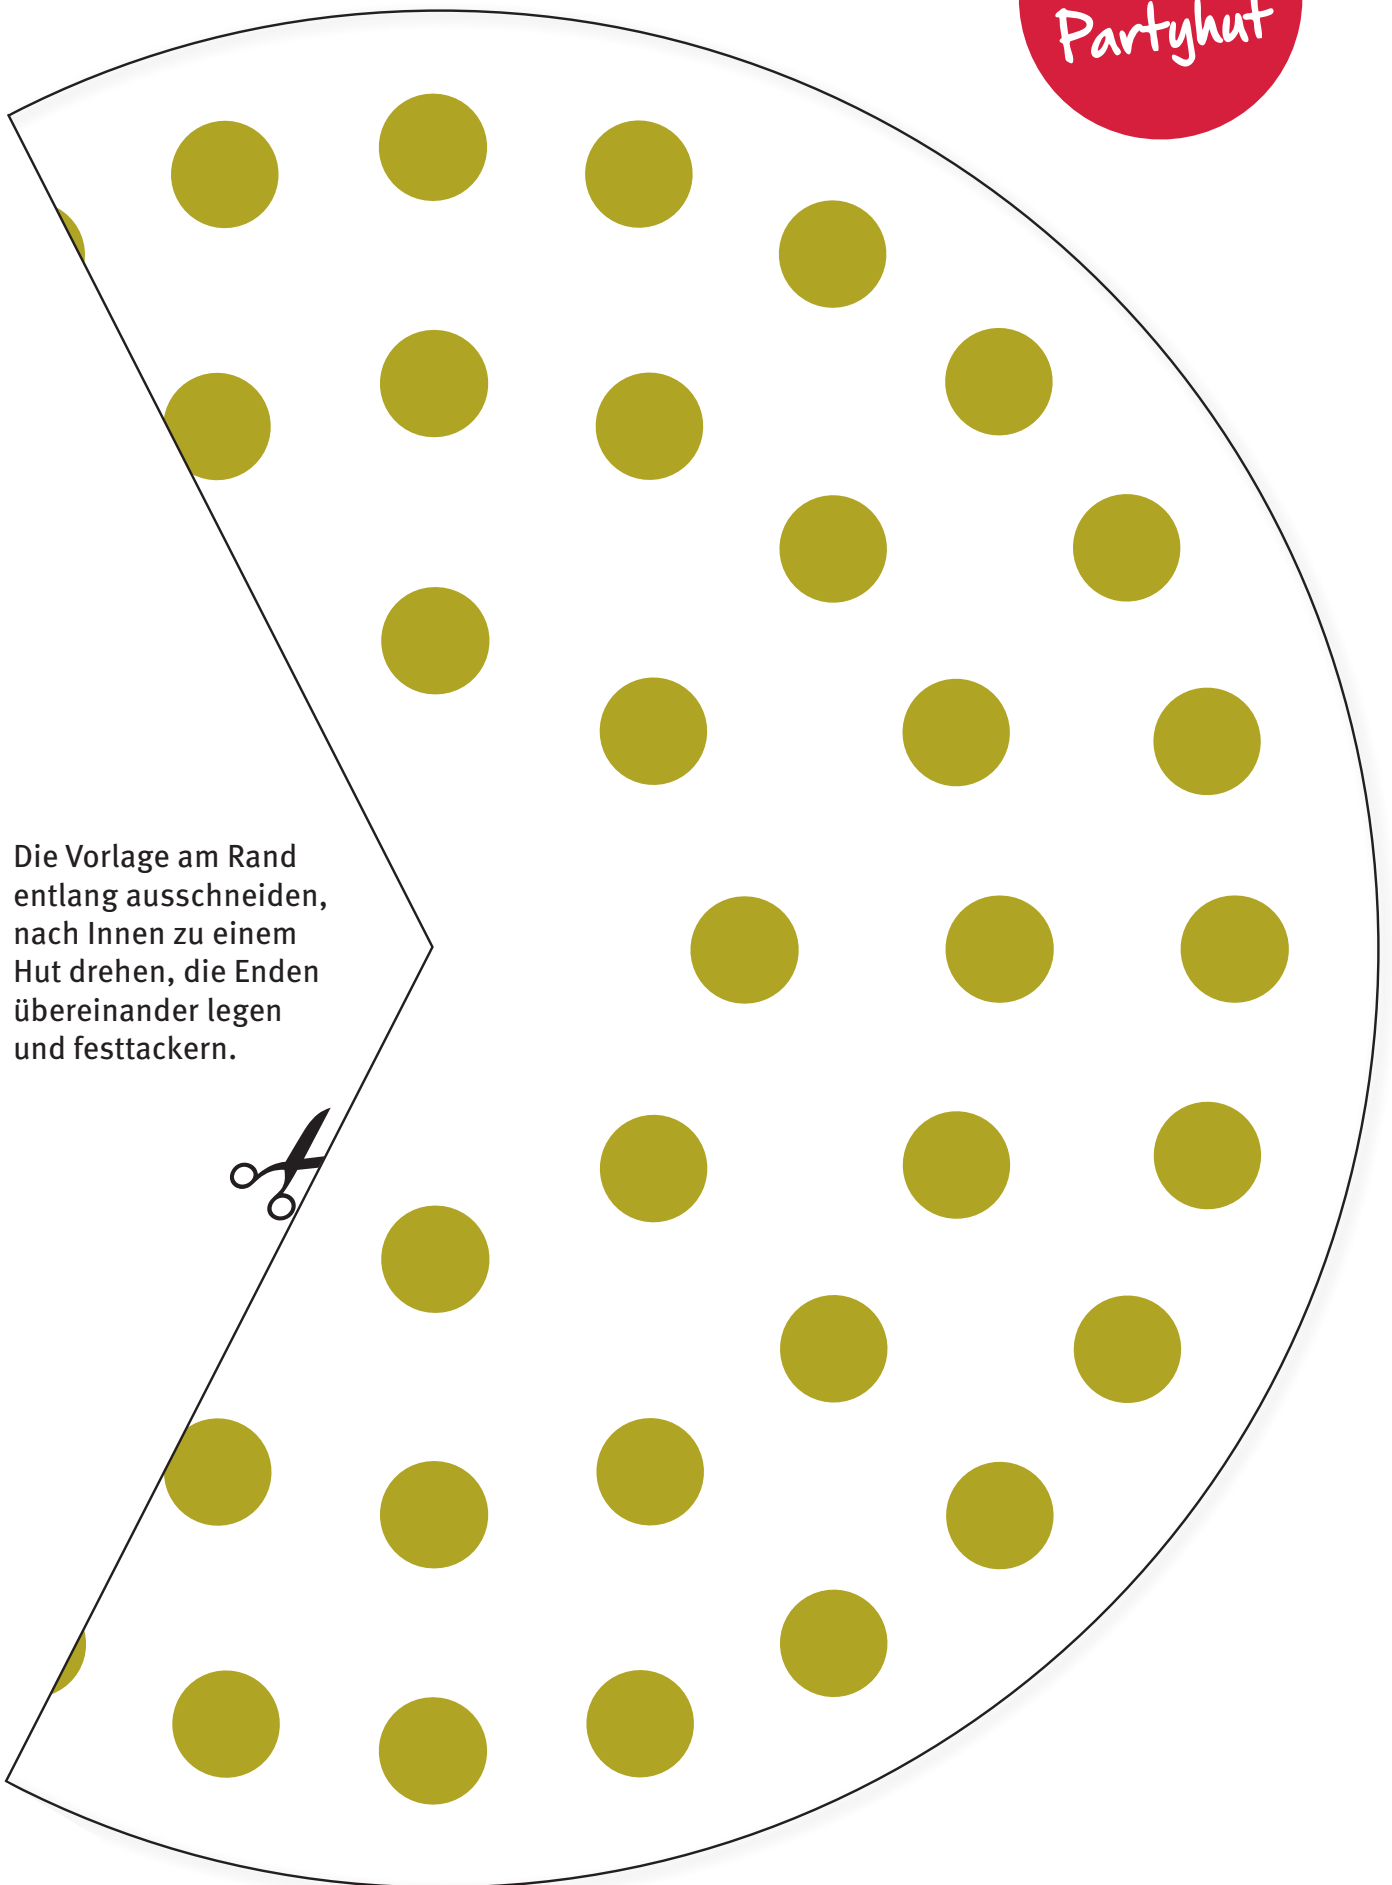 Partyhut
Die Vorlage am Rand
entlang ausschneiden,
nach Innen zu einem
Hut drehen, die Enden
übereinander legen
und festtackern.